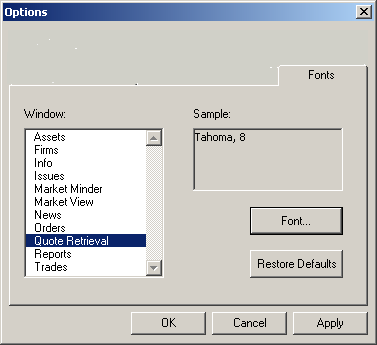 Options
Fonts
Window:
Assets
Firms
Info
Issues
Market Minder
Market View
News
Orders
Quote Retrieval
Reports
Trades
Sample:
Tahoma, 8
Font...
Restore Defaults
OK
Cancel
Apply